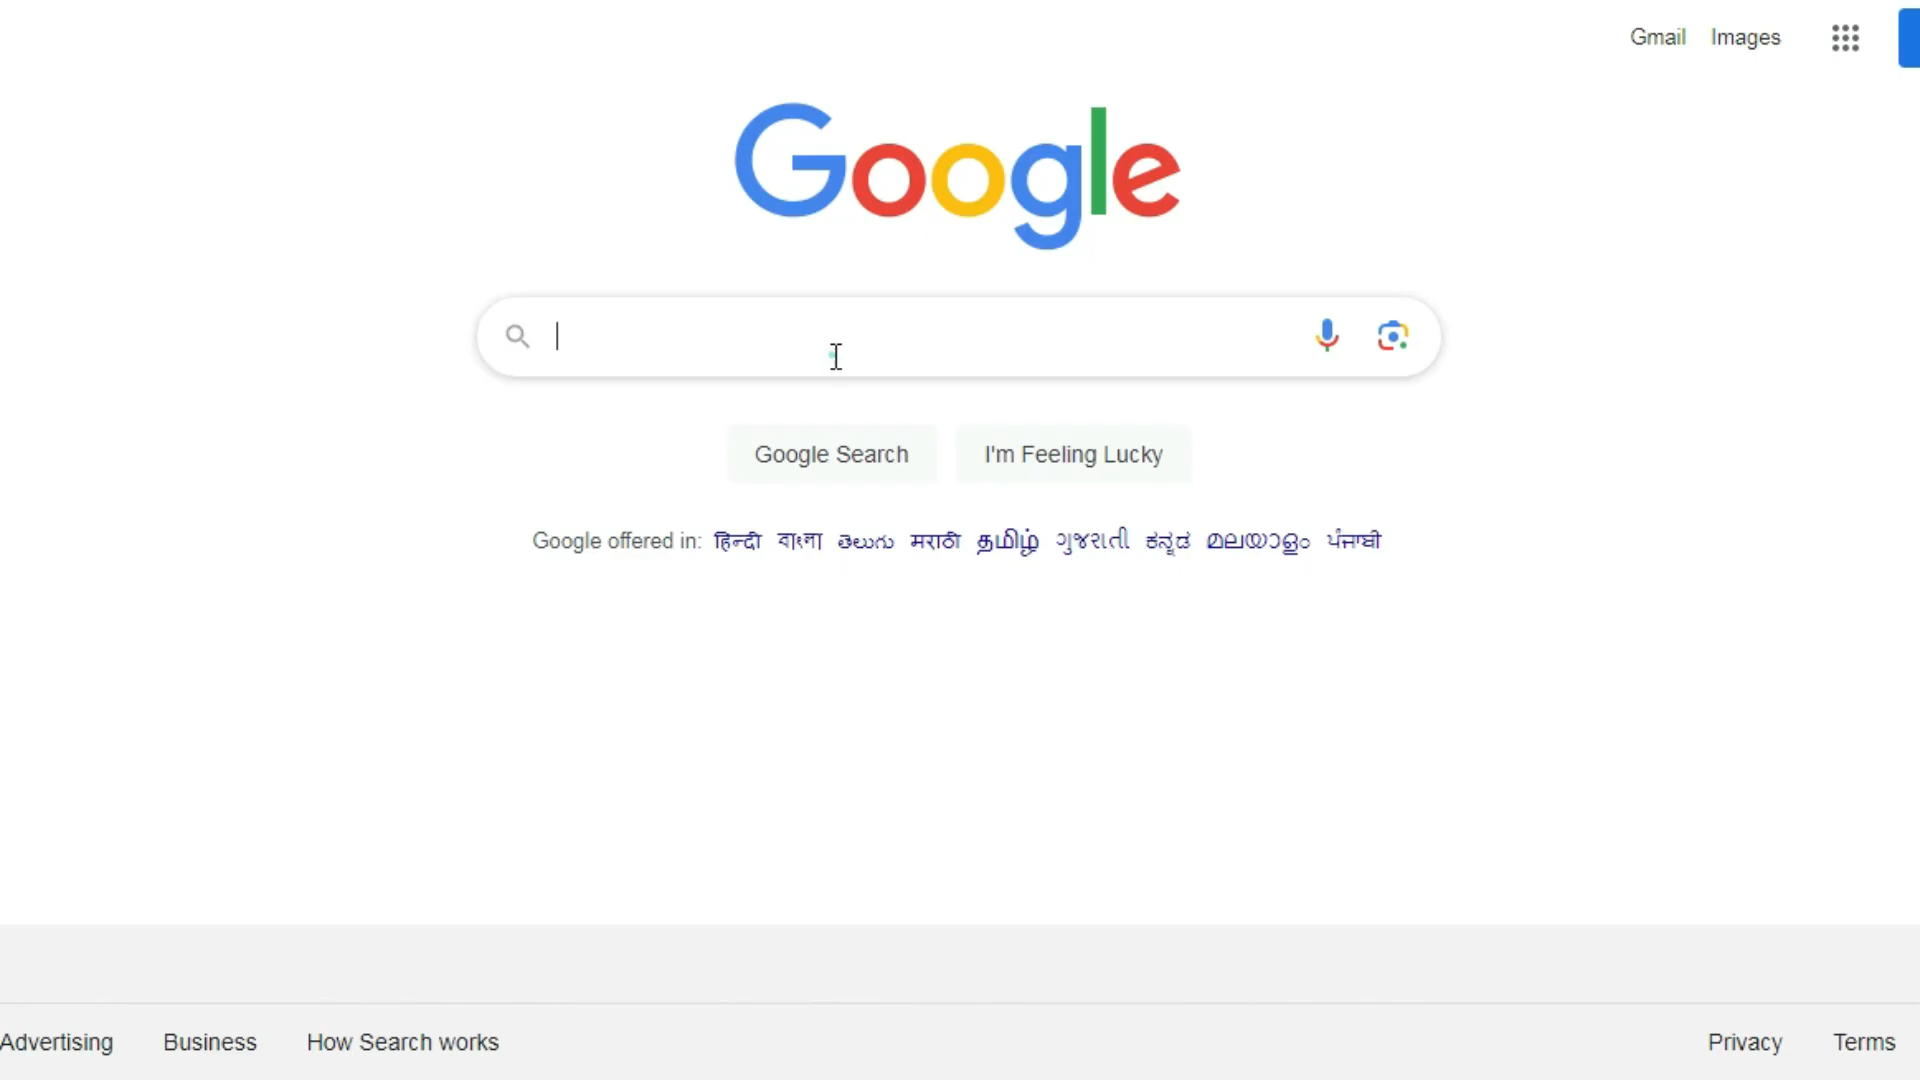 Gmail Images
Google
Google Search I'm Feeling Lucky
Google offered in: हिन्दी বাংলা తెలుగు मराठी தமிழ் ગુજરાતી ಕನ್ನಡ മലയാളം ਪੰਜਾਬੀ
Advertising Business How Search works Privacy Terms